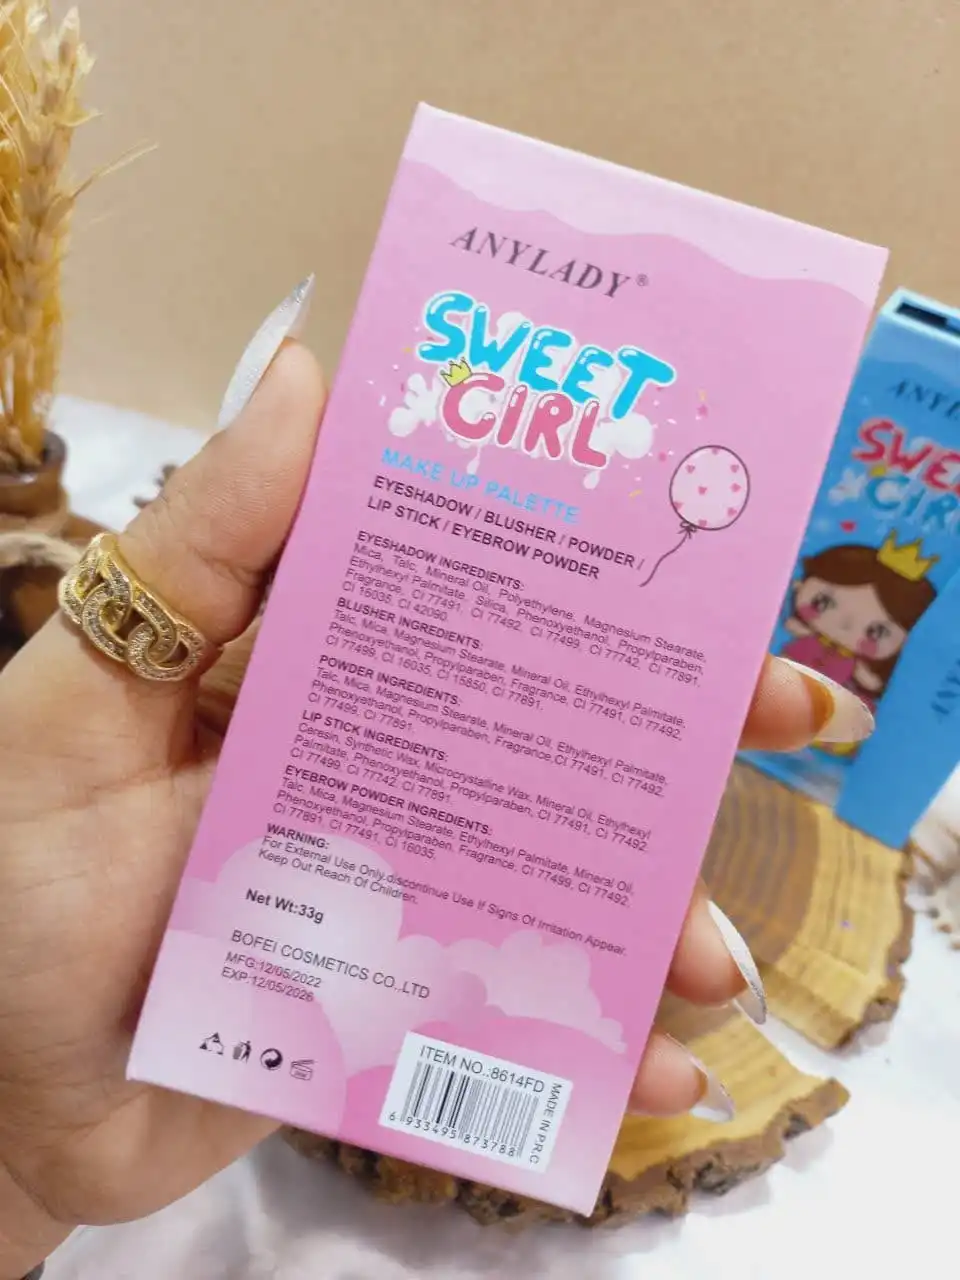 ANYLADY®
SWEET
GIRL
MAKE UP PALETTE
EYESHADOW / BLUSHER / POWDER /
LIP STICK / EYEBROW POWDER
EYESHADOW INGREDIENTS:
Mica, Talc, Mineral Oil, Polyethylene, Magnesium Stearate,
Ethylhexyl Palmitate, Silica, Phenoxyethanol, Propylparaben,
Fragrance, CI 77491, CI 77492, CI 77499, CI 77742, CI 77891,
CI 16035, CI 42090.
BLUSHER INGREDIENTS:
Talc, Mica, Magnesium Stearate, Mineral Oil, Ethylhexyl Palmitate,
Phenoxyethanol, Propylparaben, Fragrance, CI 77491, CI 77492,
CI 77499, CI 16035, CI 15850, CI 77891.
POWDER INGREDIENTS:
Talc, Mica, Magnesium Stearate, Mineral Oil, Ethylhexyl Palmitate,
Phenoxyethanol, Propylparaben, Fragrance,CI 77491, CI 77492,
CI 77499, CI 77891.
LIP STICK INGREDIENTS:
Ceresin, Synthetic Wax, Microcrystalline Wax, Mineral Oil, Ethylhexyl
Palmitate, Phenoxyethanol, Propylparaben, CI 77491, CI 77492,
CI 77499, CI 77742, CI 77891.
EYEBROW POWDER INGREDIENTS:
Talc, Mica, Magnesium Stearate, Ethylhexyl Palmitate, Mineral Oil,
Phenoxyethanol, Propylparaben, Fragrance, CI 77499, CI 77492,
CI 77891, CI 77491, CI 16035.
WARNING:
For External Use Only,discontinue Use If Signs Of Irritation Appear.
Keep Out Reach Of Children.
Net Wt:33g
BOFEI COSMETICS CO.,LTD
MFG:12/05/2022
EXP:12/05/2026
ITEM NO.:8614FD
MADE IN P.R.C
6 933495 873788
ANYL
SWE
GIR